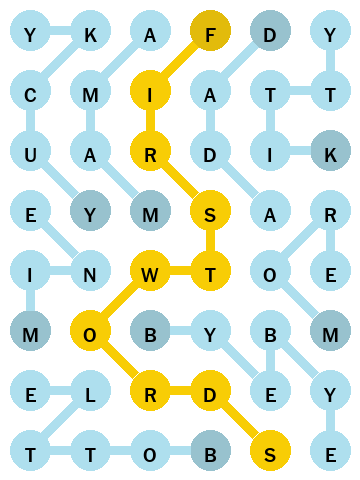 Y K A F D Y
C M I A T T
U A R D I K
E Y M S A R
I N W T O E
M O B Y B M
E L R D E Y
T T O B S E